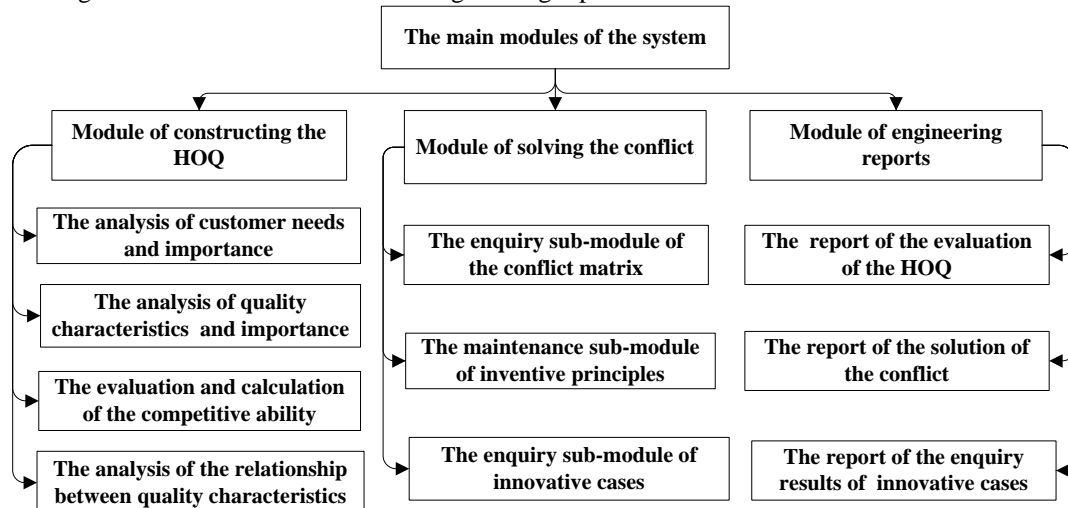 The main modules of the system
Module of constructing the
HOQ
Module of solving the conflict
Module of engineering
reports
The analysis of customer needs
and importance
The analysis of quality
characteristics and importance
The evaluation and calculation
of the competitive ability
The analysis of the relationship
between quality characteristics
The enquiry sub-module of
the conflict matrix
The maintenance sub-module
of inventive principles
The enquiry sub-module of
innovative cases
The report of the evaluation
of the HOQ
The report of the solution of
the conflict
The report of the enquiry
results of innovative cases